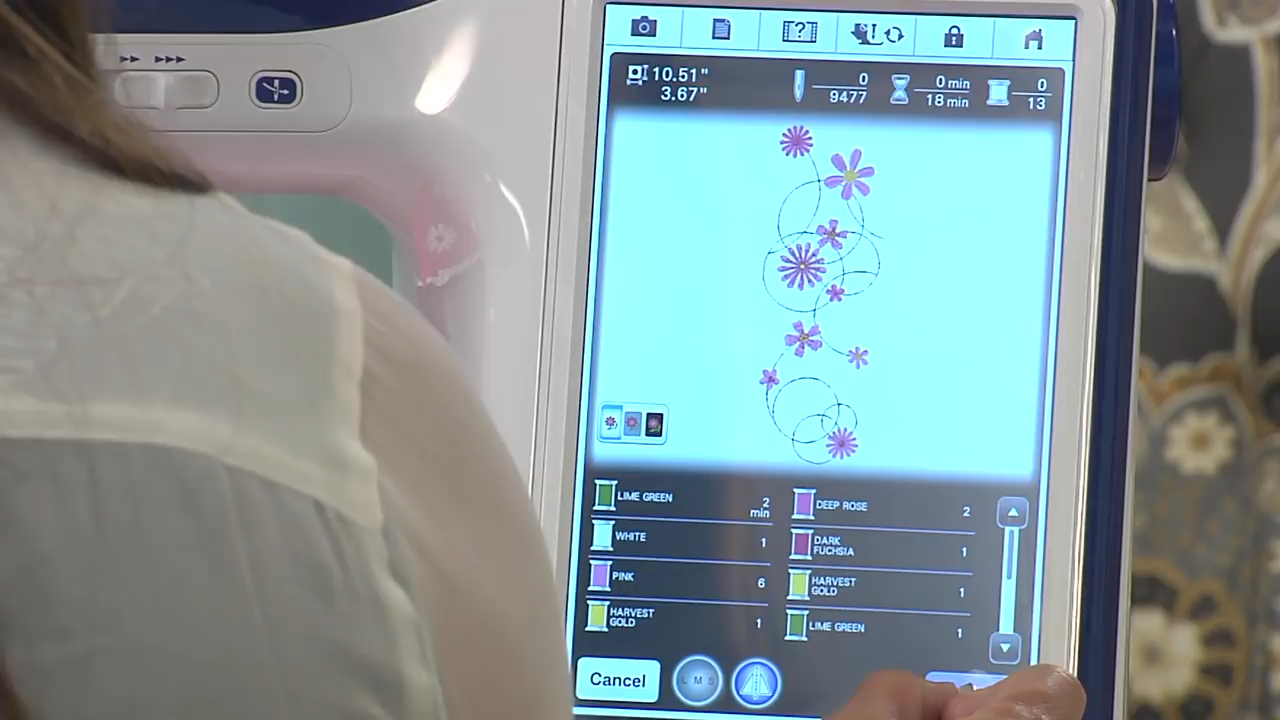 ?
10.51"
3.67"
0
9477
0 min
18 min
0
13
LIME GREEN 2 min
WHITE 1
PINK 6
HARVEST GOLD 1
DEEP ROSE 2
DARK FUCHSIA 1
HARVEST GOLD 1
LIME GREEN 1
Cancel
L M S